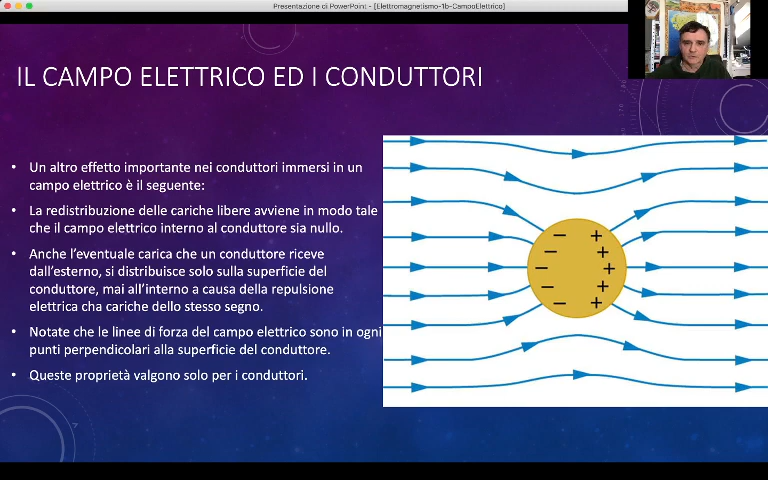 Presentazione di PowerPoint - [Elettromagnetismo-1b-CampoElettrico]
IL CAMPO ELETTRICO ED I CONDUTTORI
• Un altro effetto importante nei conduttori immersi in un
campo elettrico è il seguente:
• La redistribuzione delle cariche libere avviene in modo tale
che il campo elettrico interno al conduttore sia nullo.
• Anche l'eventuale carica che un conduttore riceve
dall'esterno, si distribuisce solo sulla superficie del
conduttore, mai all'interno a causa della repulsione
elettrica cha cariche dello stesso segno.
• Notate che le linee di forza del campo elettrico sono in ogni
punti perpendicolari alla superficie del conduttore.
• Queste proprietà valgono solo per i conduttori.